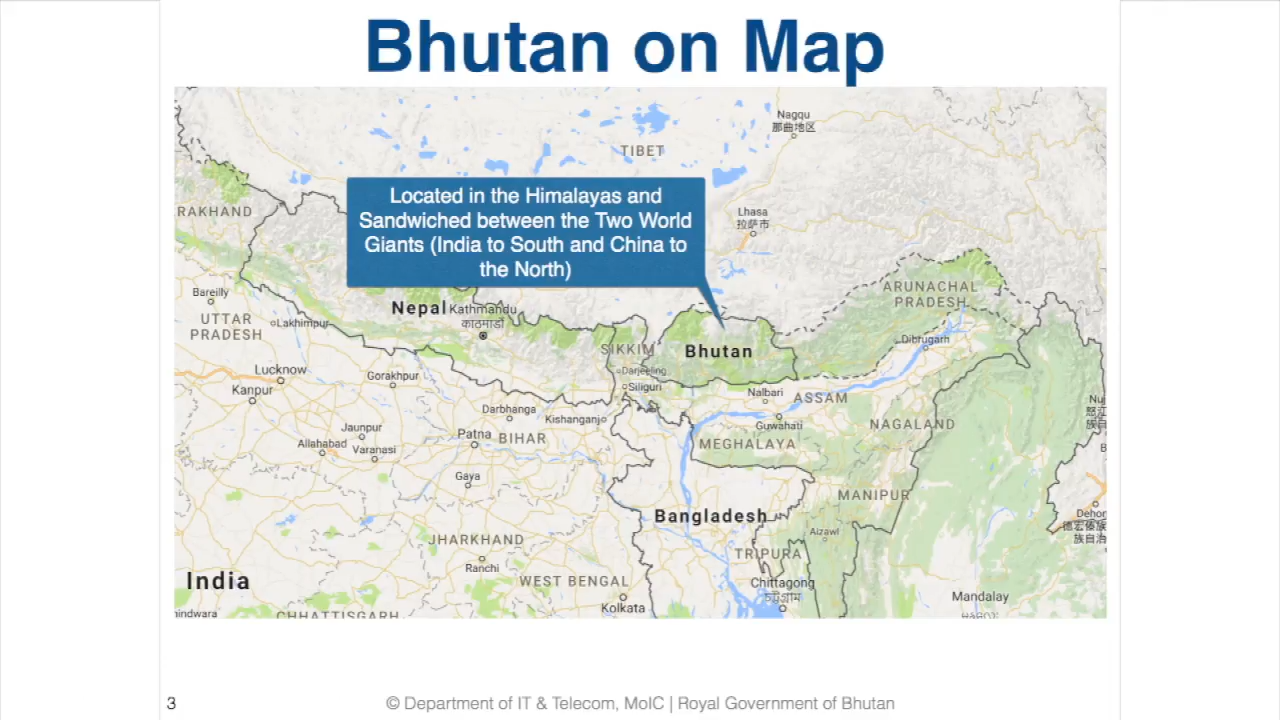 Bhutan on Map
Nagqu
那曲地区
TIBET
Located in the Himalayas and
Sandwiched between the Two World
Giants (India to South and China to
the North)
Lhasa
拉萨市
RAKHAND
ARUNACHAL
PRADESH
Bareilly
Nepal
Kathmandu
काठमाडौं
UTTAR
PRADESH
Lakhimpur
SIKKIM
Bhutan
Dibrugarh
Darjeeling
Lucknow
Gorakhpur
Siliguri
Kanpur
Nalbari
ASSAM
Darbhanga
Kishanganj
Guwahati
NAGALAND
Jaunpur
Allahabad
Varanasi
Patna
BIHAR
MEGHALAYA
Gaya
MANIPUR
Bangladesh
Aizawl
Dehon
JHARKHAND
Ranchi
TRIPURA
India
WEST BENGAL
Chittagong
Kolkata
Mandalay
hindwara
CHHATTISGARH
3
© Department of IT & Telecom, MoIC | Royal Government of Bhutan